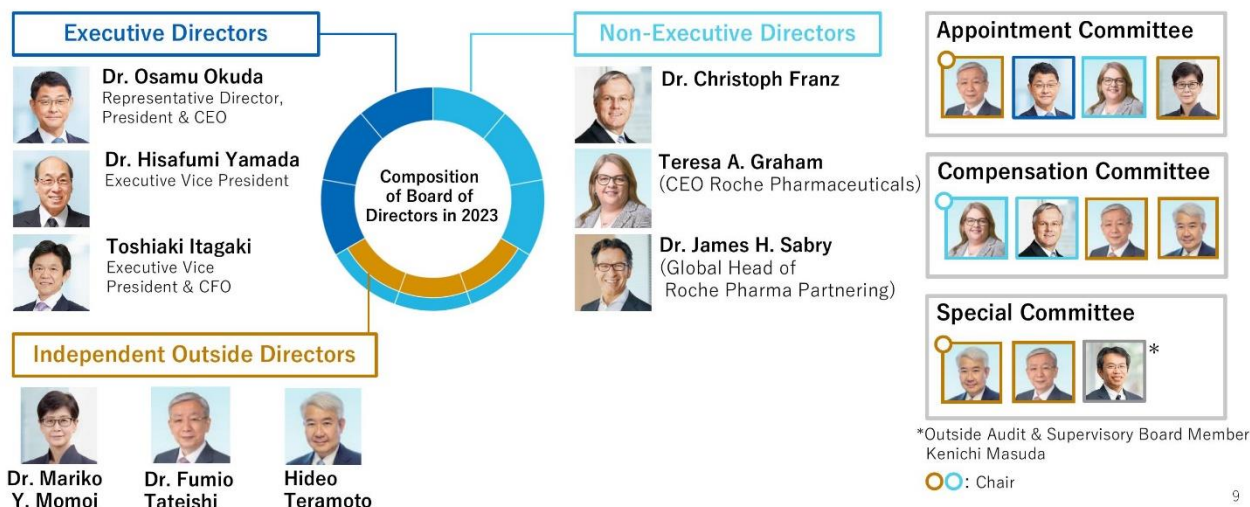 Executive Directors
Dr. Osamu Okuda
Representative Director,
President & CEO
Dr. Hisafumi Yamada
Executive Vice President
Toshiaki Itagaki
Executive Vice
President & CFO
Composition
of Board of
Directors in 2023
Non-Executive Directors
Dr. Christoph Franz
Teresa A. Graham
(CEO Roche Pharmaceuticals)
Dr. James H. Sabry
(Global Head of
Roche Pharma Partnering)
Independent Outside Directors
Dr. Mariko
Y. Momoi
Dr. Fumio
Tateishi
Hideo
Teramoto
Appointment Committee
Compensation Committee
Special Committee
*
*Outside Audit & Supervisory Board Member
Kenichi Masuda
: Chair
9